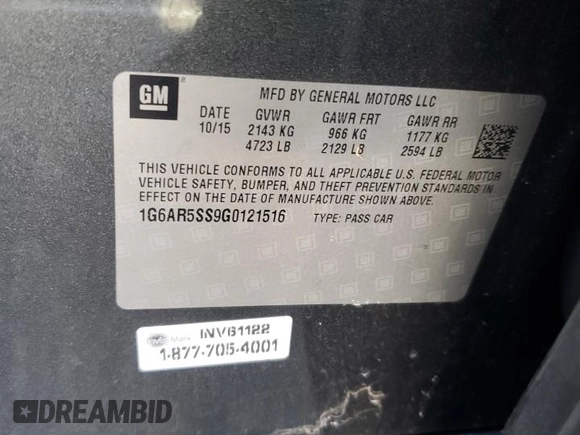 GM
MFD BY GENERAL MOTORS LLC
DATE GVWR GAWR FRT GAWR RR
10/15 2143 KG 966 KG 1177 KG
4723 LB 2129 LB 2594 LB
THIS VEHICLE CONFORMS TO ALL APPLICABLE U.S. FEDERAL MOTOR
VEHICLE SAFETY, BUMPER, AND THEFT PREVENTION STANDARDS IN
EFFECT ON THE DATE OF MANUFACTURE SHOWN ABOVE.
1G6AR5SS9G0121516 TYPE: PASS CAR
Mark INV61122
1-877-705-4001
DREAMBID